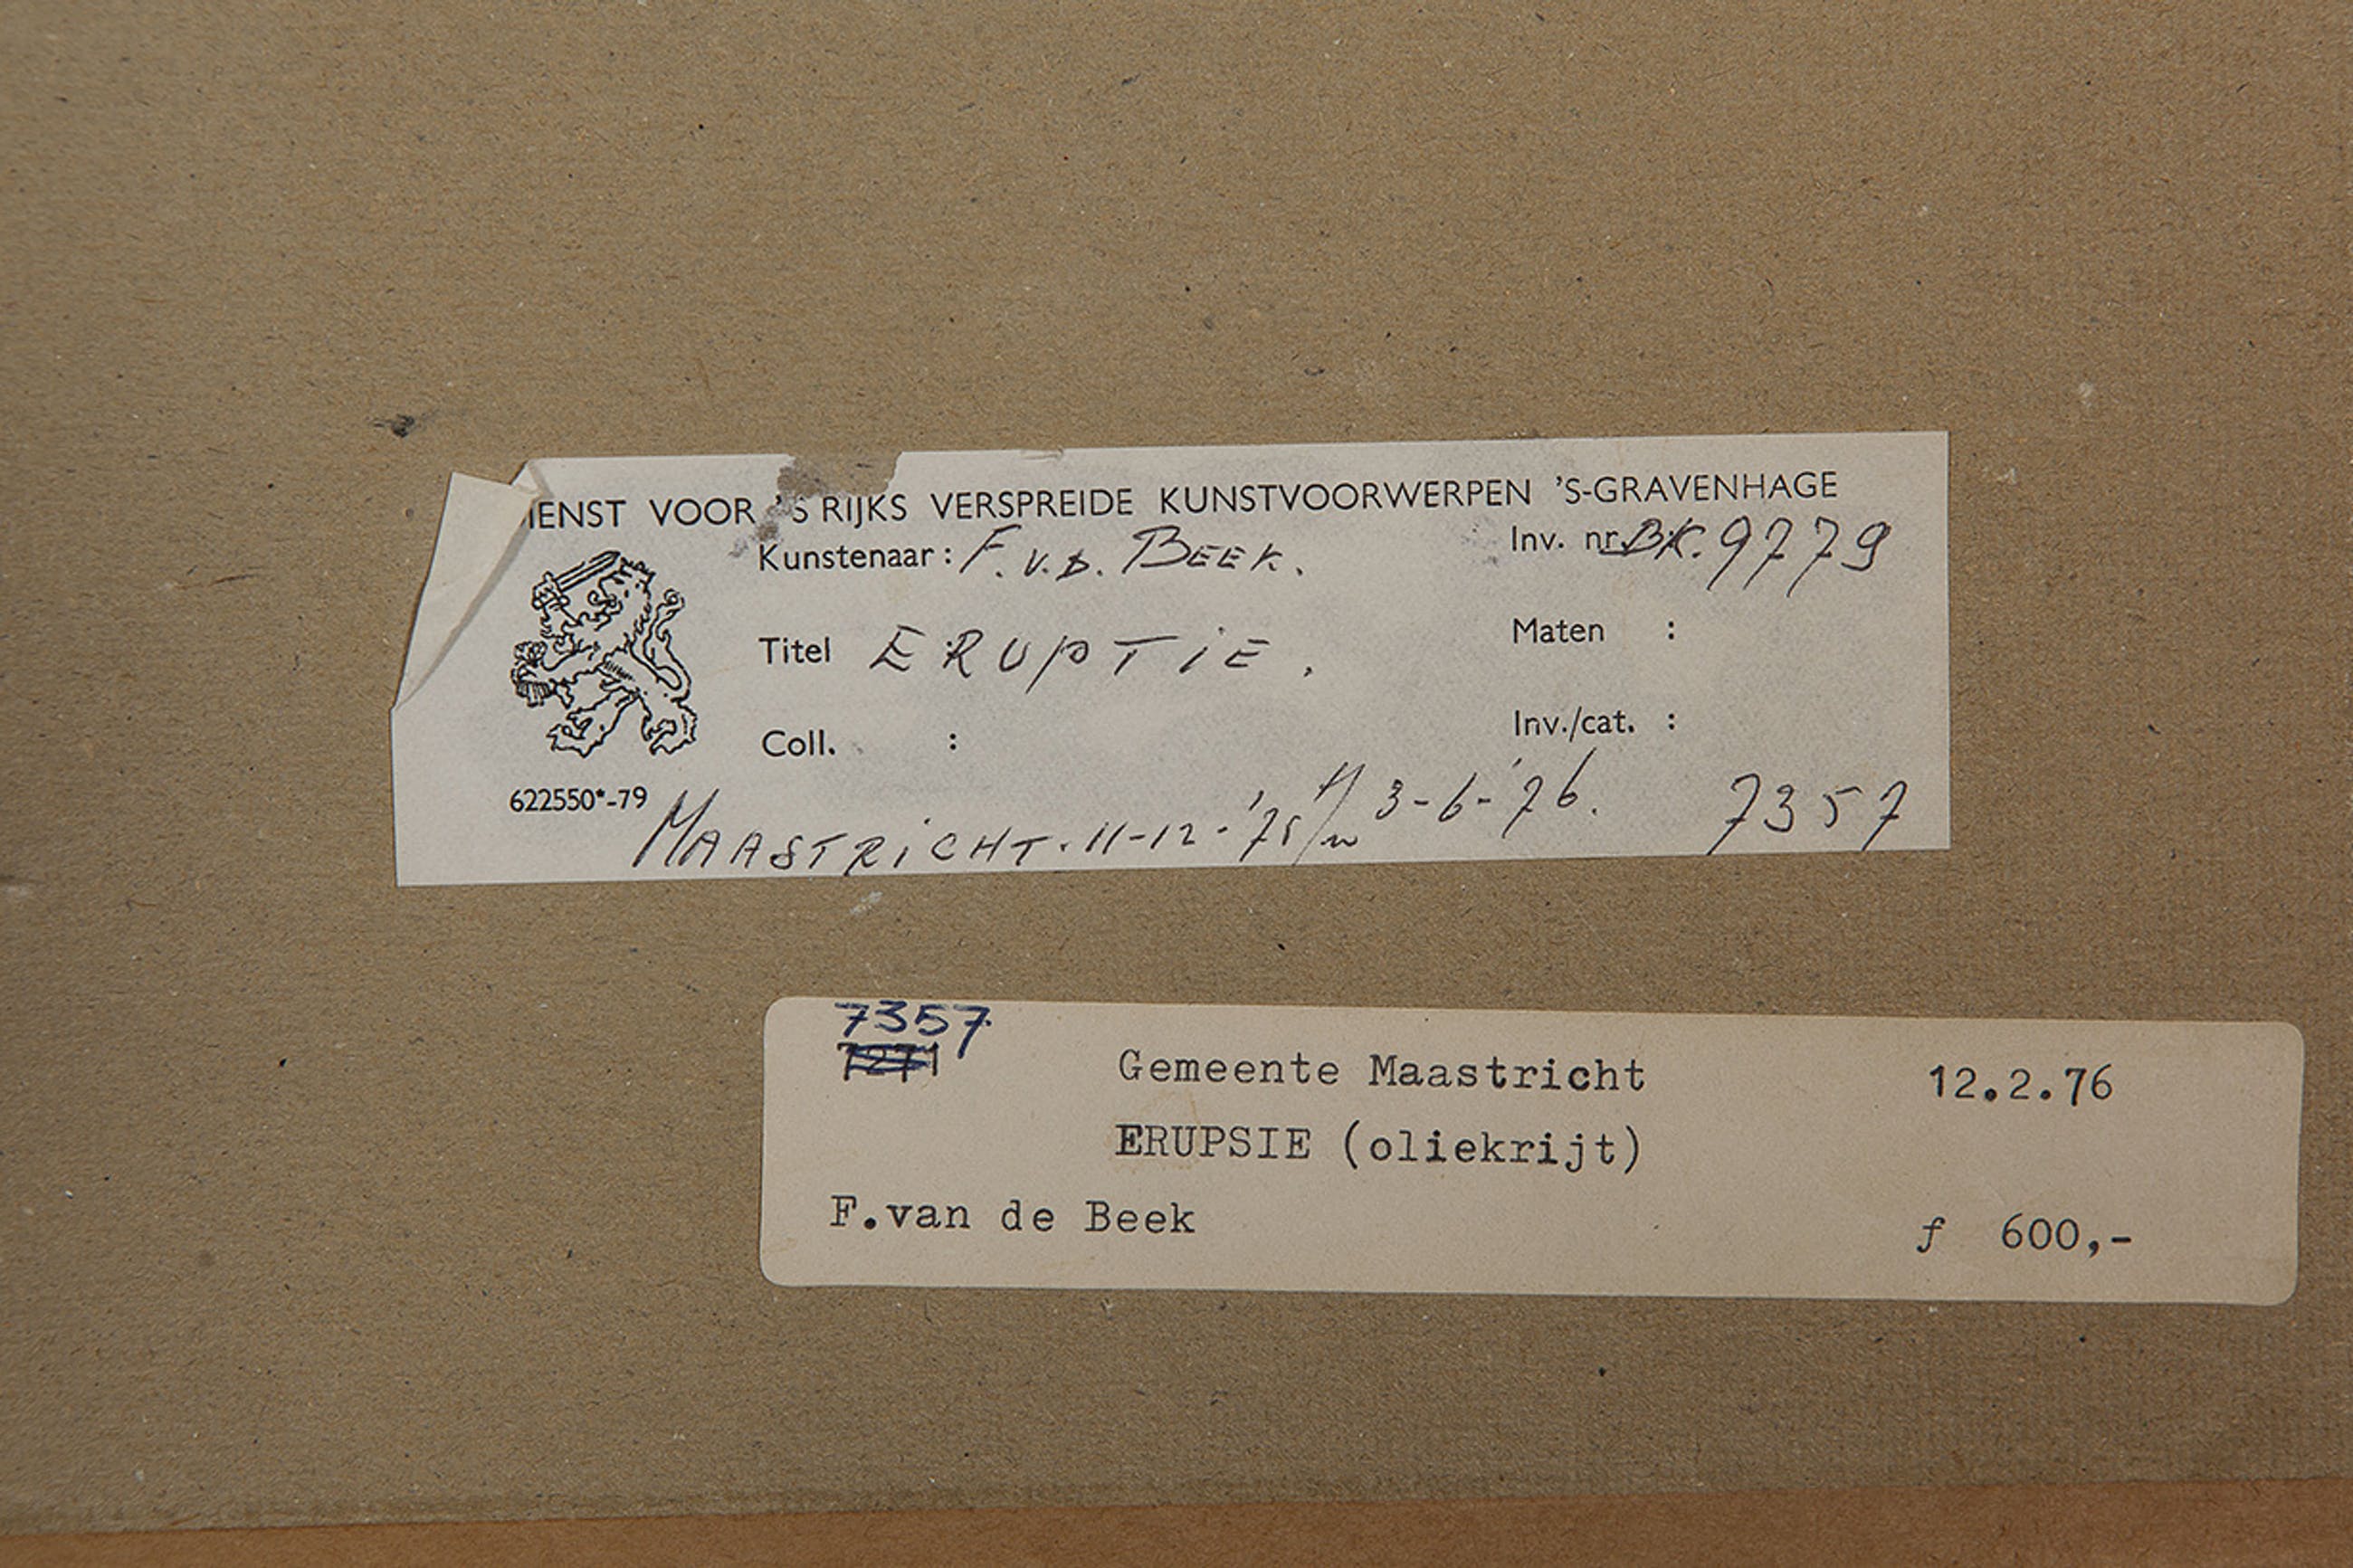 IENST VOOR 'S RIJKS VERSPREIDE KUNSTVOORWERPEN 'S-GRAVENHAGE
Kunstenaar: F. v. D. BEEK. Inv. nr. BK. 9779
Titel ERUPTIE. Maten :
Coll. : Inv./cat. :
622550*-79
MAASTRICHT. 11-12-'75/ 3-6-'76. 7357
7357
7271
Gemeente Maastricht 12.2.76
ERUPSIE (oliekrijt)
F.van de Beek ƒ 600,-